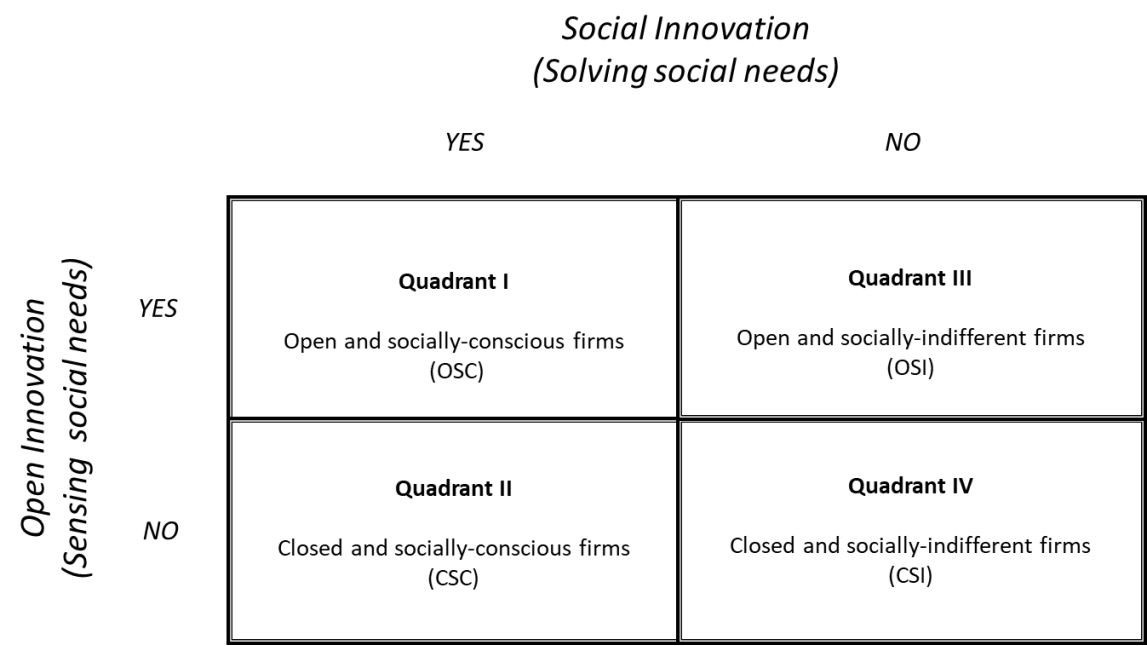 Social Innovation
(Solving social needs)
YES
NO
Open Innovation
(Sensing social needs)
YES
Quadrant I
Open and socially-conscious firms
(OSC)
Quadrant III
Open and socially-indifferent firms
(OSI)
NO
Quadrant II
Closed and socially-conscious firms
(CSC)
Quadrant IV
Closed and socially-indifferent firms
(CSI)